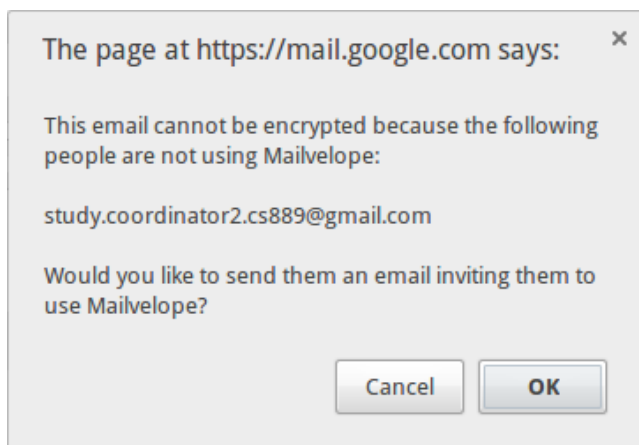 The page at https://mail.google.com says:
This email cannot be encrypted because the following
people are not using Mailvelope:
study.coordinator2.cs889@gmail.com
Would you like to send them an email inviting them to
use Mailvelope?
Cancel OK